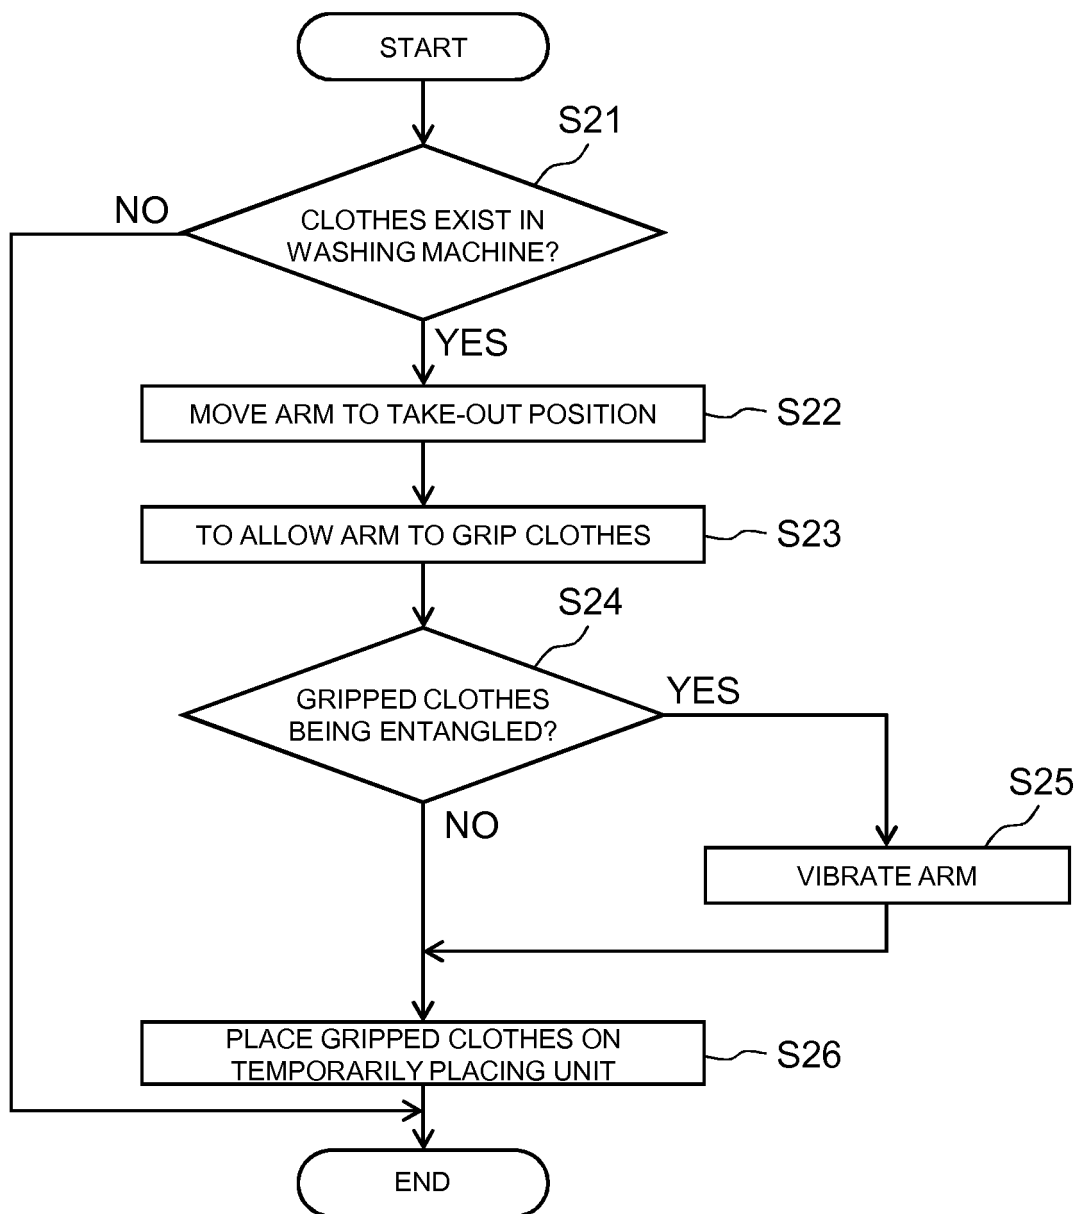 START
S21
NO
CLOTHES EXIST IN
WASHING MACHINE?
YES
MOVE ARM TO TAKE-OUT POSITION
S22
TO ALLOW ARM TO GRIP CLOTHES
S23
S24
GRIPPED CLOTHES
BEING ENTANGLED?
YES
NO
S25
VIBRATE ARM
PLACE GRIPPED CLOTHES ON
TEMPORARILY PLACING UNIT
S26
END